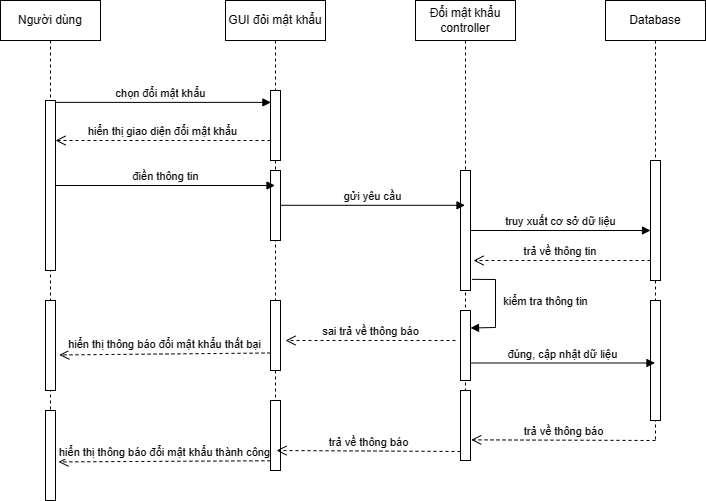 Người dùng
GUI đổi mật khẩu
Đổi mật khẩu
controller
Database
chọn đổi mật khẩu
hiển thị giao diện đổi mật khẩu
điền thông tin
gửi yêu cầu
truy xuất cơ sở dữ liệu
trả về thông tin
kiểm tra thông tin
sai trả về thông báo
hiển thị thông báo đổi mật khẩu thất bại
đúng, cập nhật dữ liệu
trả về thông báo
trả về thông báo
hiển thị thông báo đổi mật khẩu thành công